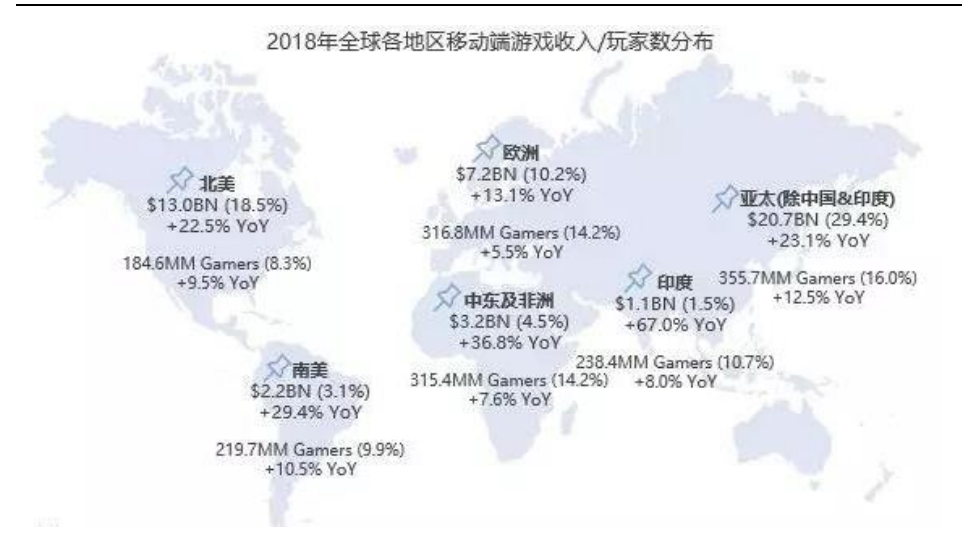 2018年全球各地区移动端游戏收入/玩家数分布
欧洲
$7.2BN (10.2%)
+13.1% YoY
316.8MM Gamers (14.2%)
+5.5% YoY
北美
$13.0BN (18.5%)
+22.5% YoY
184.6MM Gamers (8.3%)
+9.5% YoY
亚太(除中国&印度)
$20.7BN (29.4%)
+23.1% YoY
355.7MM Gamers (16.0%)
+12.5% YoY
印度
$1.1BN (1.5%)
+67.0% YoY
238.4MM Gamers (10.7%)
+8.0% YoY
中东及非洲
$3.2BN (4.5%)
+36.8% YoY
315.4MM Gamers (14.2%)
+7.6% YoY
南美
$2.2BN (3.1%)
+29.4% YoY
219.7MM Gamers (9.9%)
+10.5% YoY